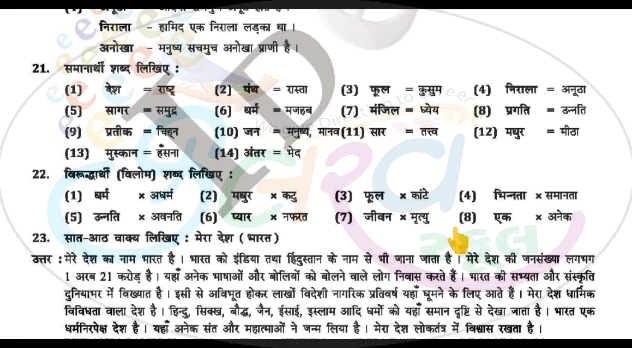 निराला - हामिद एक निराला लड़का था ।
अनोखा - मनुष्य सचमुच अनोखा प्राणी है ।
21. समानार्थी शब्द लिखिए :
(1) देश = राष्ट्र (2) पंथ = रास्ता (3) फूल = कुसुम (4) निराला = अनूठा
(5) सागर = समुद्र (6) धर्म = मजहब (7) मंजिल = ध्येय (8) प्रगति = उन्नति
(9) प्रतीक = चिह्न (10) जन = मनुष्य, मानव (11) सार = तत्त्व (12) मधुर = मीठा
(13) मुस्कान = हँसना (14) अंतर = भेद
22. विरूद्धार्थी (विलोम) शब्द लिखिए :
(1) धर्म × अधर्म (2) मधुर × कटु (3) फूल × कांटे (4) भिन्नता × समानता
(5) उन्नति × अवनति (6) प्यार × नफरत (7) जीवन × मृत्यु (8) एक × अनेक
23. सात-आठ वाक्य लिखिए : मेरा देश (भारत)
उत्तर : मेरे देश का नाम भारत है । भारत को इंडिया तथा हिंदुस्तान के नाम से भी जाना जाता है । मेरे देश की जनसंख्या लगभग
1 अरब 21 करोड़ है । यहाँ अनेक भाषाओं और बोलियों को बोलने वाले लोग निवास करते हैं । भारत की सभ्यता और संस्कृति
दुनियाभर में विख्यात है । इसी से अविभूत होकर लाखों विदेशी नागरिक प्रतिवर्ष यहाँ घूमने के लिए आते हैं । मेरा देश धार्मिक
विविधता वाला देश है । हिन्दु, सिक्ख, बौद्ध, जैन, ईसाई, इस्लाम आदि धर्मो को यहाँ समान दृष्टि से देखा जाता है । भारत एक
धर्मनिरपेक्ष देश है । यहाँ अनेक संत और महात्माओं ने जन्म लिया है । मेरा देश लोकतंत्र में विश्वास रखता है ।